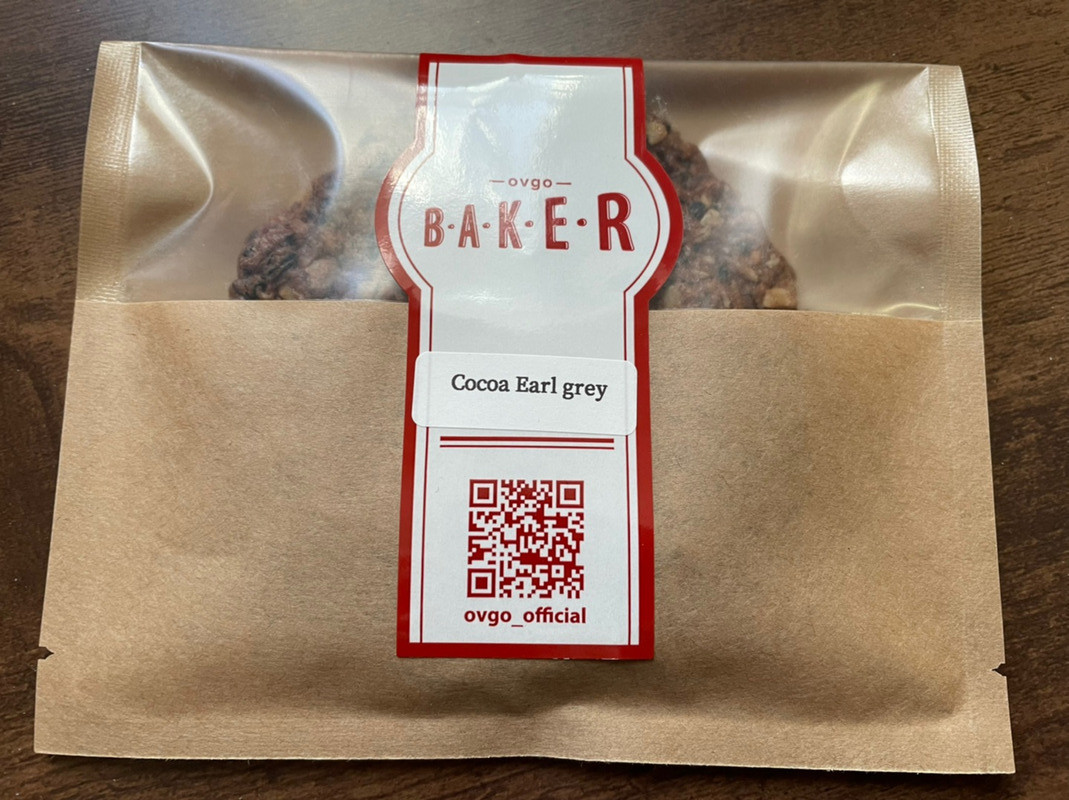 ovgo
B·A·K·E·R
Cocoa Earl grey
ovgo_official